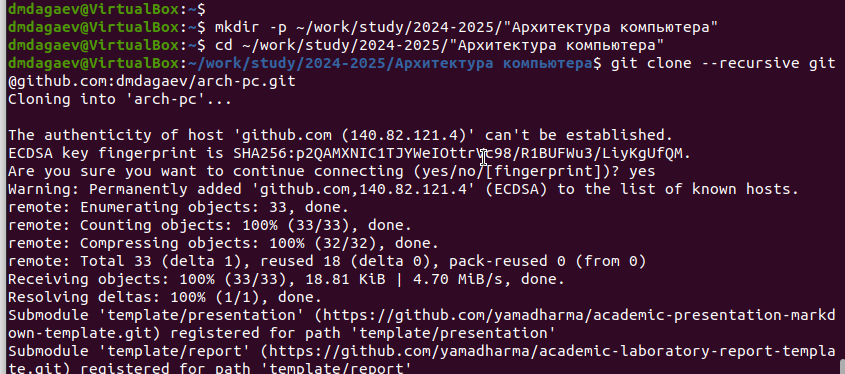 dmdagaev@VirtualBox:~$
dmdagaev@VirtualBox:~$ mkdir -p ~/work/study/2024-2025/"Архитектура компьютера"
dmdagaev@VirtualBox:~$ cd ~/work/study/2024-2025/"Архитектура компьютера"
dmdagaev@VirtualBox:~/work/study/2024-2025/Архитектура компьютера$ git clone --recursive git
@github.com:dmdagaev/arch-pc.git
Cloning into 'arch-pc'...
The authenticity of host 'github.com (140.82.121.4)' can't be established.
ECDSA key fingerprint is SHA256:p2QAMXNIC1TJYWeIOttrVc98/R1BUFWu3/LiyKgUfQM.
Are you sure you want to continue connecting (yes/no/[fingerprint])? yes
Warning: Permanently added 'github.com,140.82.121.4' (ECDSA) to the list of known hosts.
remote: Enumerating objects: 33, done.
remote: Counting objects: 100% (33/33), done.
remote: Compressing objects: 100% (32/32), done.
remote: Total 33 (delta 1), reused 18 (delta 0), pack-reused 0 (from 0)
Receiving objects: 100% (33/33), 18.81 KiB | 4.70 MiB/s, done.
Resolving deltas: 100% (1/1), done.
Submodule 'template/presentation' (https://github.com/yamadharma/academic-presentation-markd
own-template.git) registered for path 'template/presentation'
Submodule 'template/report' (https://github.com/yamadharma/academic-laboratory-report-templa
te.git) registered for path 'template/report'